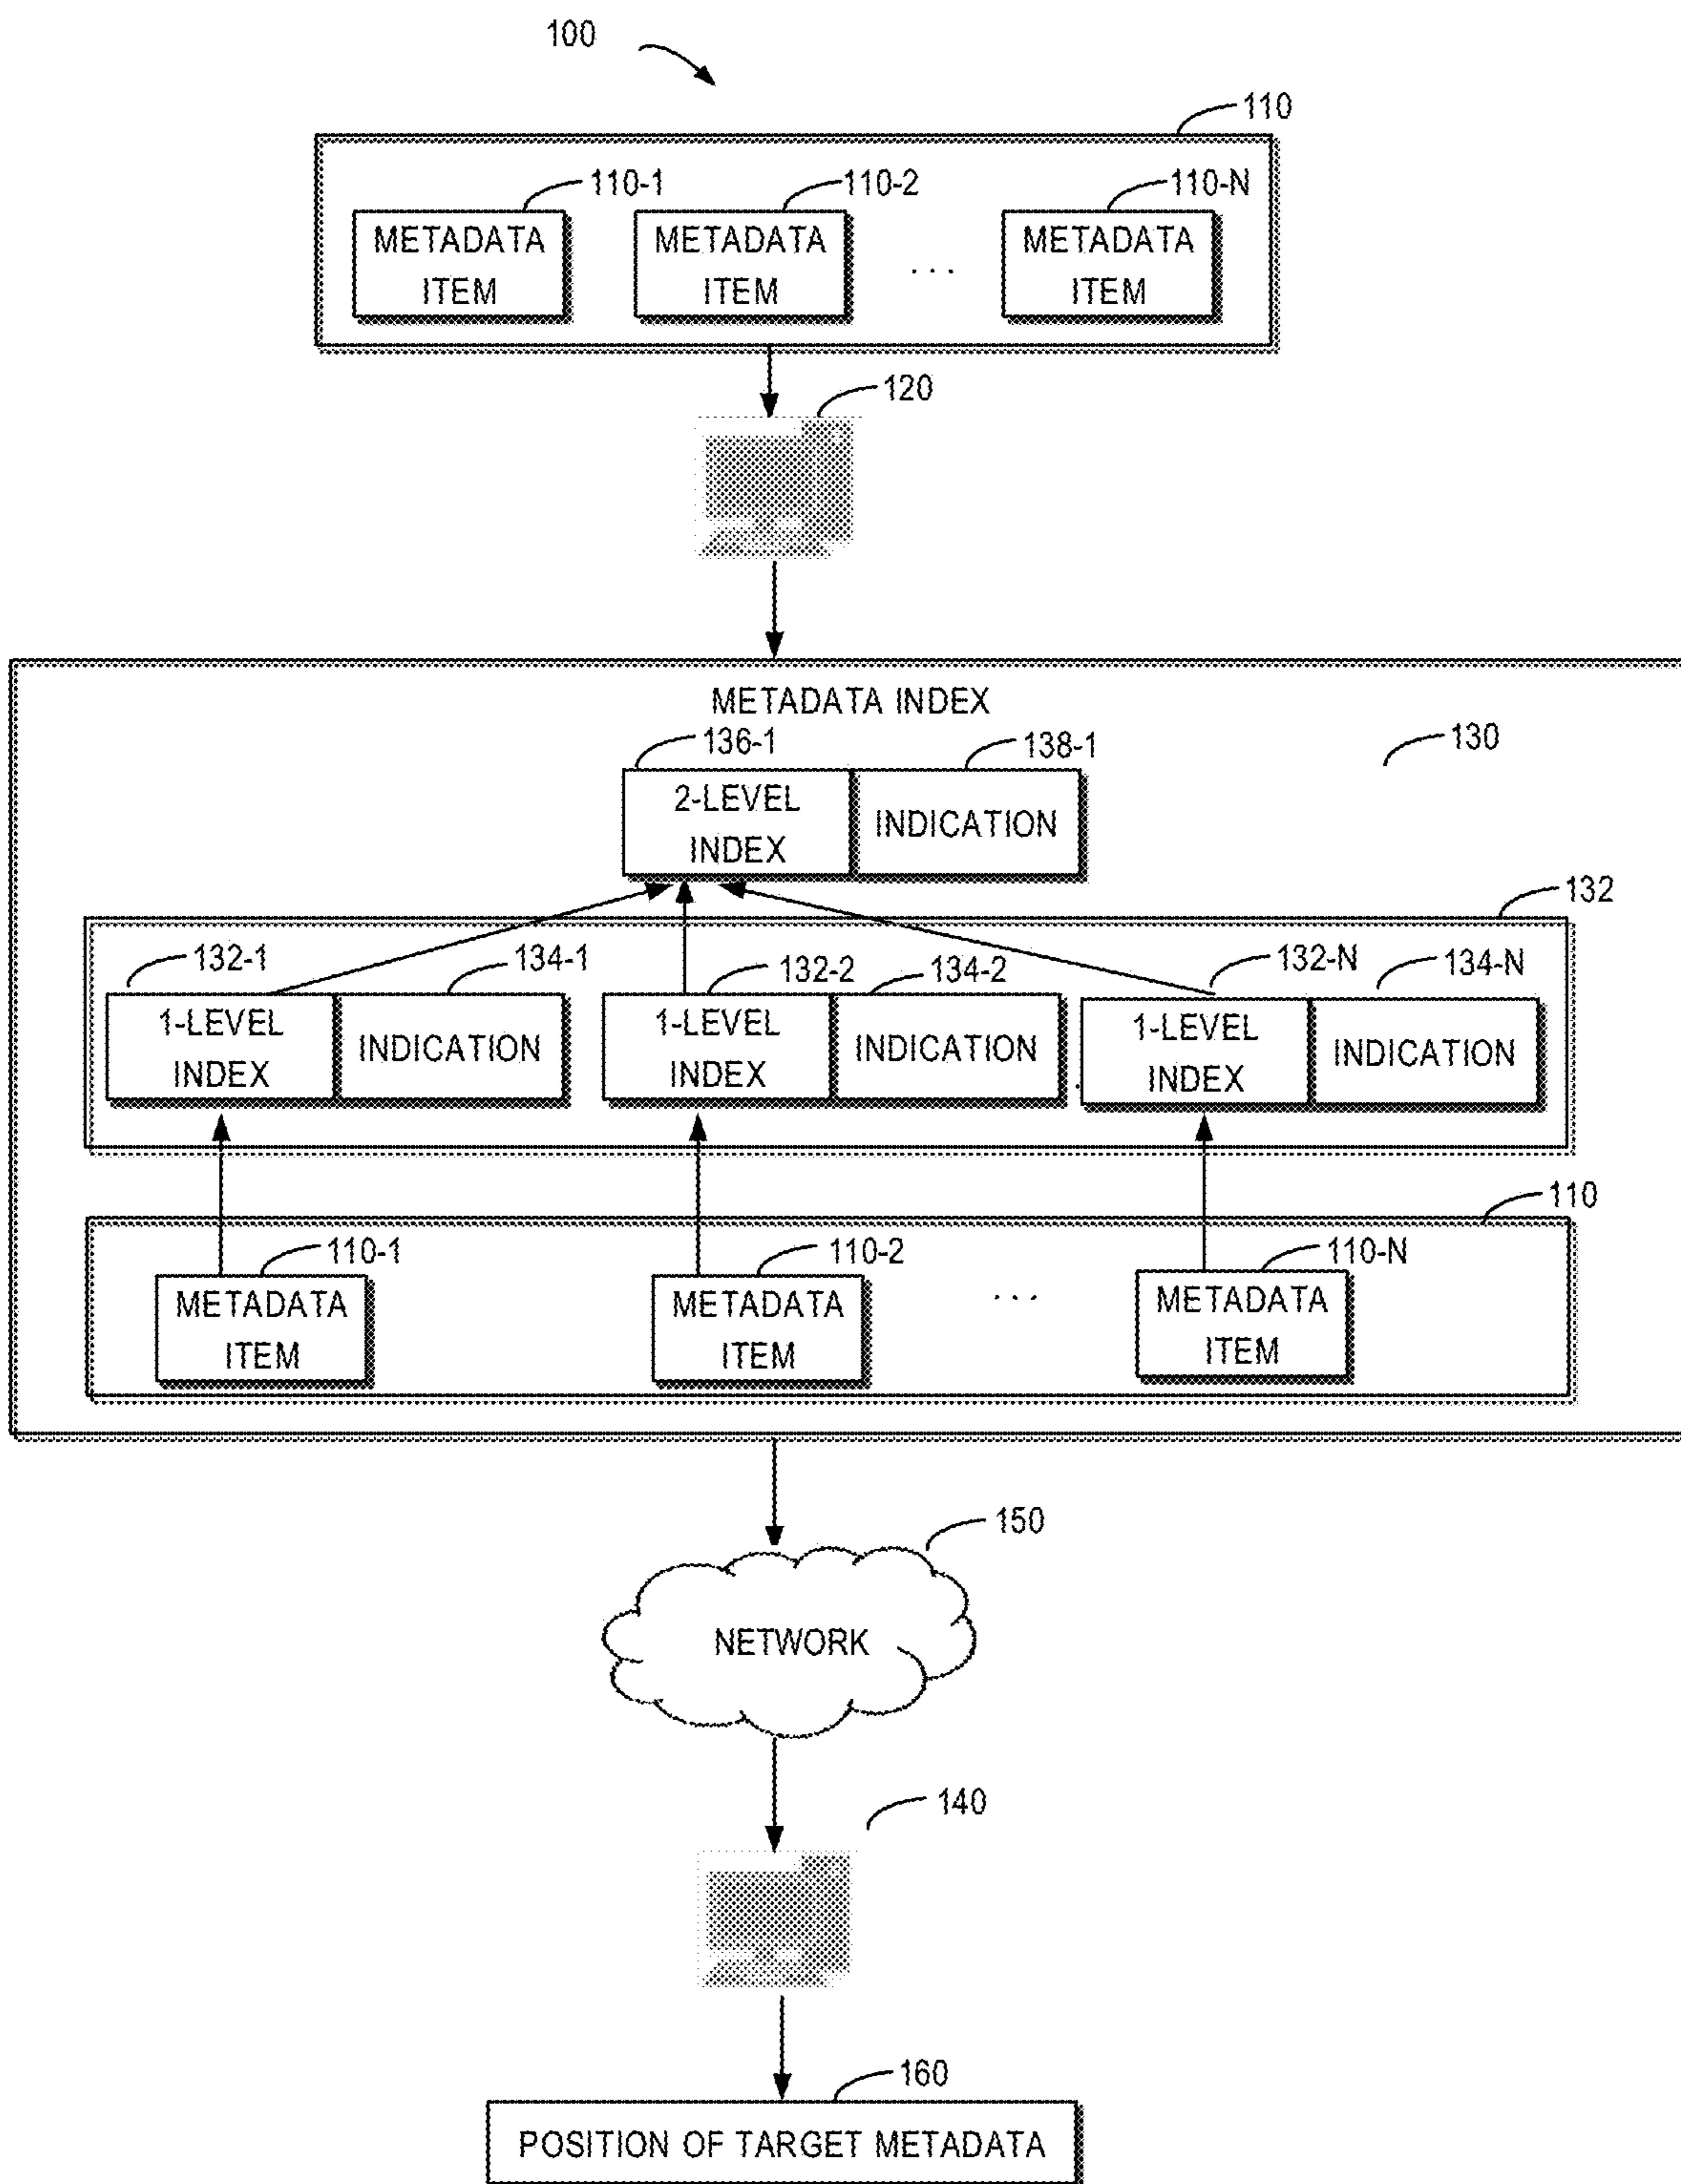 100
110
110-1 110-2 110-N
METADATA METADATA METADATA
ITEM ITEM ... ITEM
120
METADATA INDEX
136-1 138-1 130
2-LEVEL
INDEX INDICATION
132
132-1 134-1 132-2 134-2 132-N 134-N
1-LEVEL INDEX INDICATION 1-LEVEL INDEX INDICATION 1-LEVEL INDEX INDICATION
110
110-1 110-2 110-N
METADATA METADATA METADATA
ITEM ITEM ... ITEM
150
NETWORK
140
160
POSITION OF TARGET METADATA